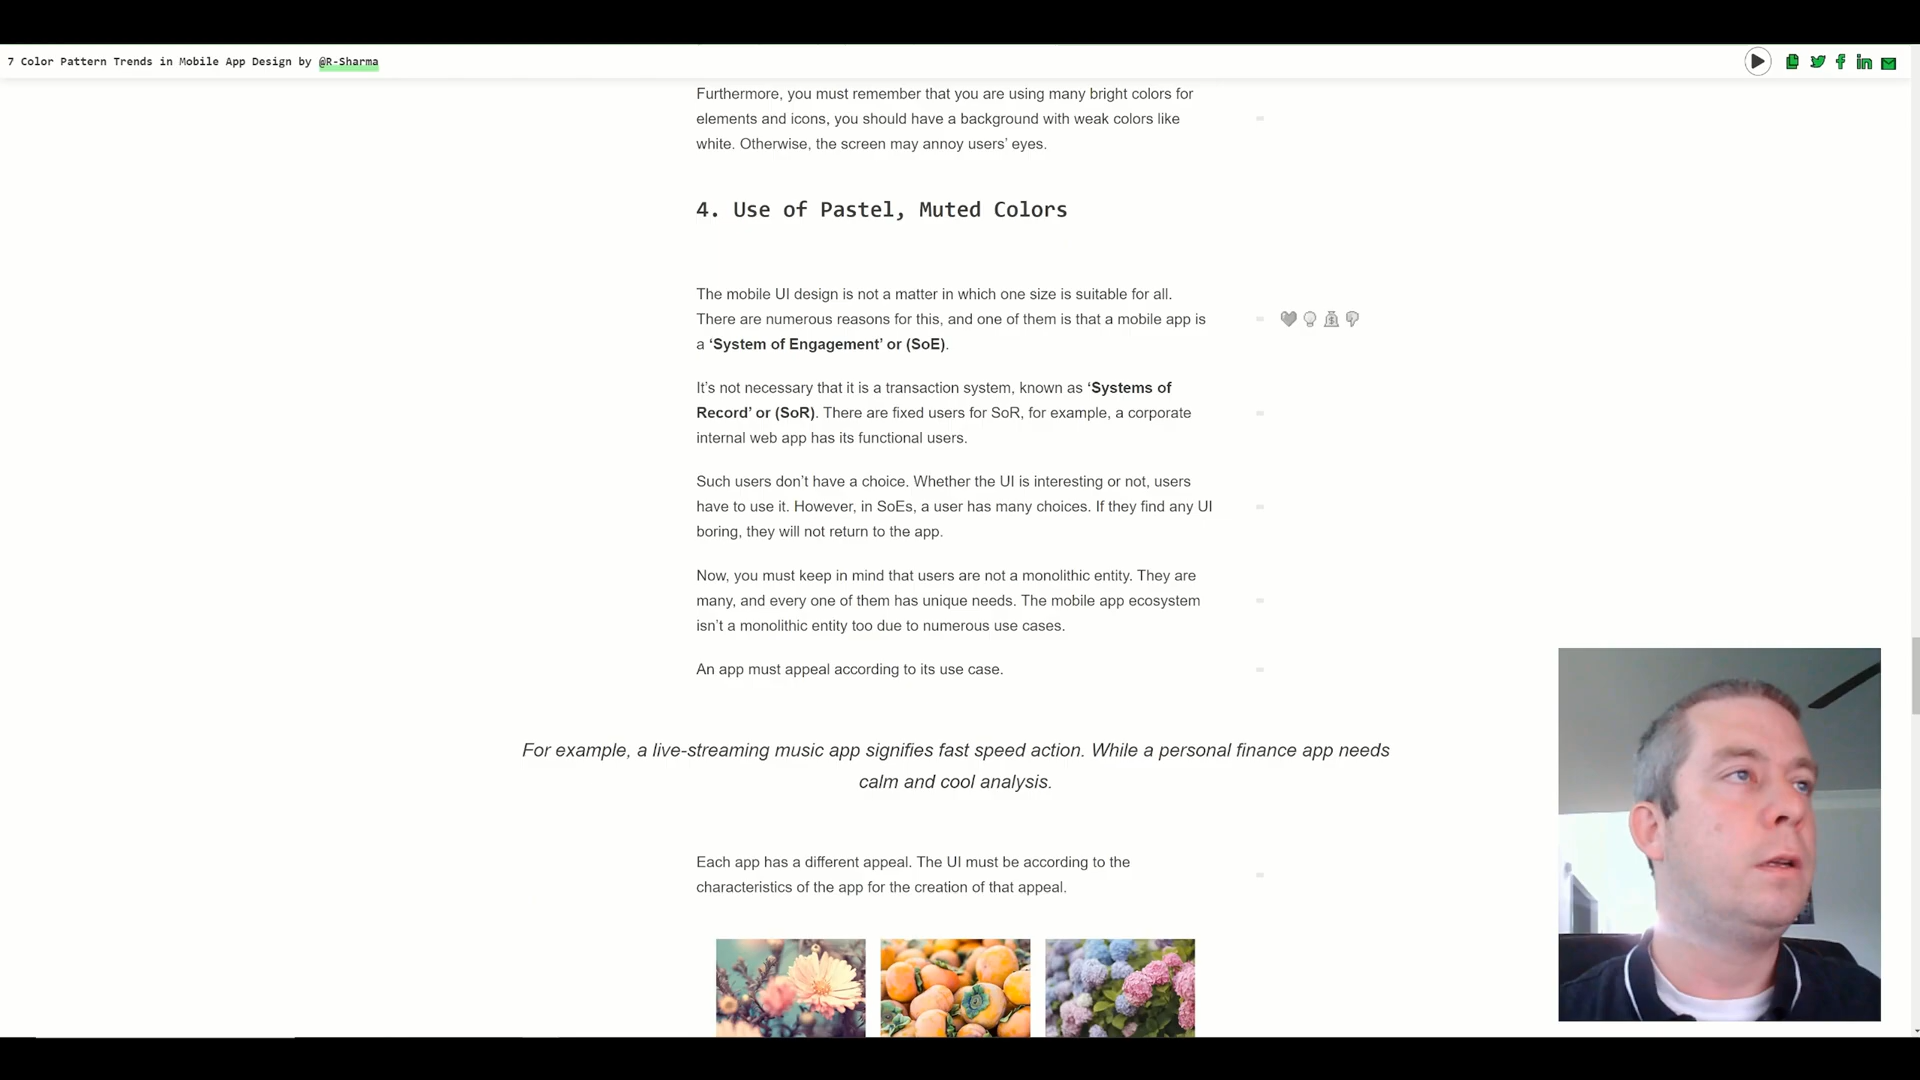 7 Color Pattern Trends in Mobile App Design by @R-Sharma
Furthermore, you must remember that you are using many bright colors for
elements and icons, you should have a background with weak colors like
white. Otherwise, the screen may annoy users’ eyes.
4. Use of Pastel, Muted Colors
The mobile UI design is not a matter in which one size is suitable for all.
There are numerous reasons for this, and one of them is that a mobile app is
a ‘System of Engagement’ or (SoE).
It’s not necessary that it is a transaction system, known as ‘Systems of
Record’ or (SoR). There are fixed users for SoR, for example, a corporate
internal web app has its functional users.
Such users don’t have a choice. Whether the UI is interesting or not, users
have to use it. However, in SoEs, a user has many choices. If they find any UI
boring, they will not return to the app.
Now, you must keep in mind that users are not a monolithic entity. They are
many, and every one of them has unique needs. The mobile app ecosystem
isn’t a monolithic entity too due to numerous use cases.
An app must appeal according to its use case.
For example, a live-streaming music app signifies fast speed action. While a personal finance app needs
calm and cool analysis.
Each app has a different appeal. The UI must be according to the
characteristics of the app for the creation of that appeal.